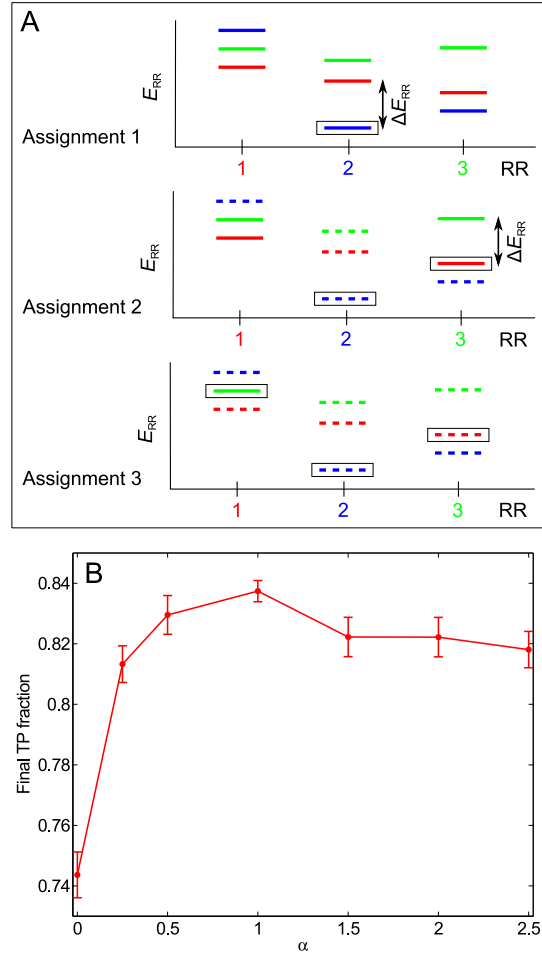 A
E_RR
ΔE_RR
Assignment 1
1 2 3 RR
E_RR
ΔE_RR
Assignment 2
1 2 3 RR
E_RR
Assignment 3
1 2 3 RR
B
Final TP fraction
0.84
0.82
0.8
0.78
0.76
0.74
0 0.5 1 1.5 2 2.5
α